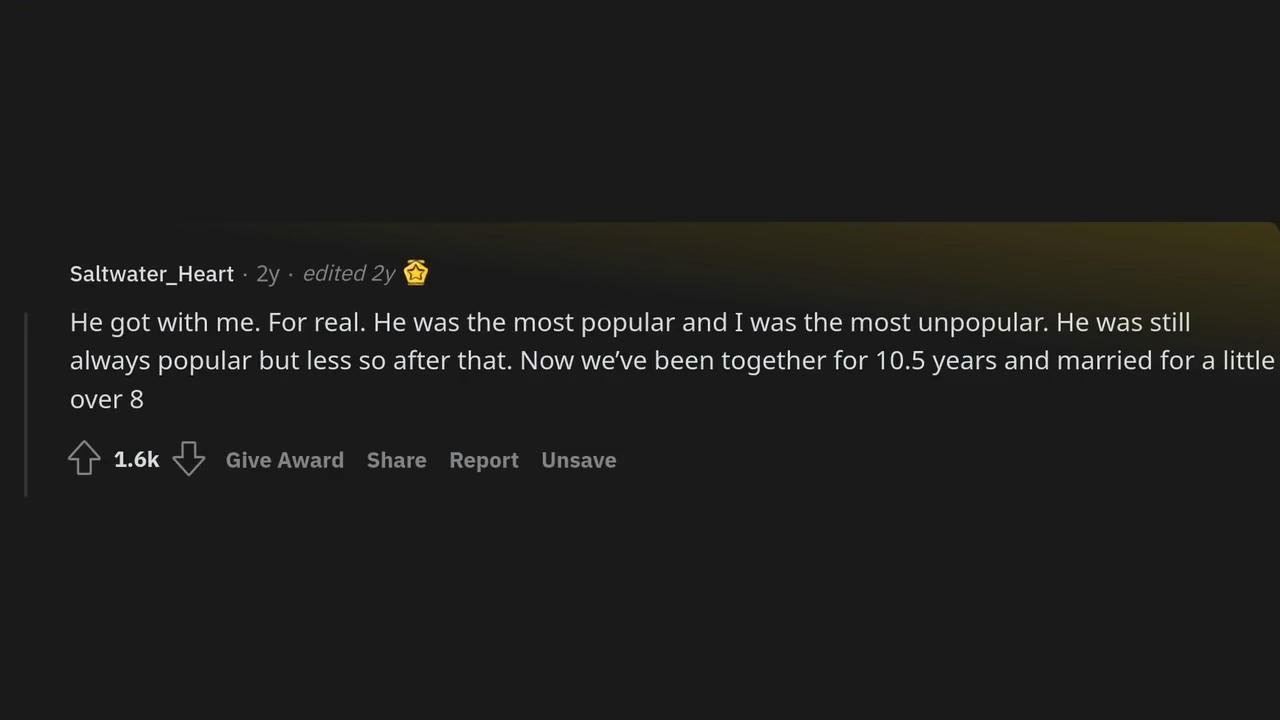 Saltwater_Heart · 2y · edited 2y
He got with me. For real. He was the most popular and I was the most unpopular. He was still
always popular but less so after that. Now we’ve been together for 10.5 years and married for a little
over 8
1.6k Give Award Share Report Unsave